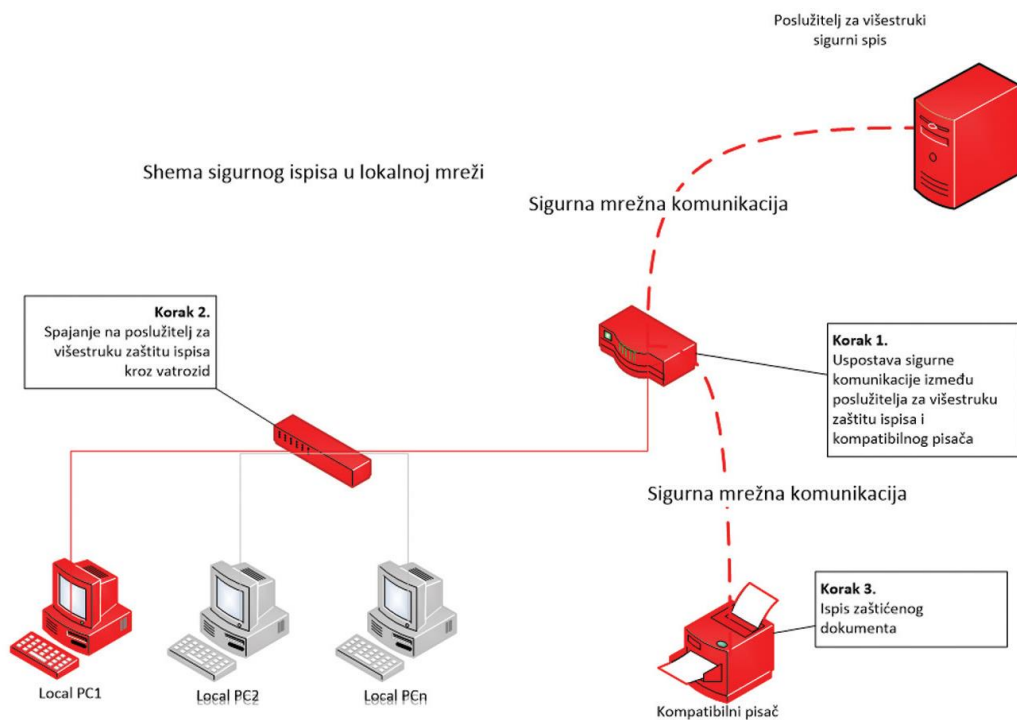 Poslužitelj za višestruki
sigurni spis
Shema sigurnog ispisa u lokalnoj mreži
Sigurna mrežna komunikacija
Korak 2.
Spajanje na poslužitelj za
višestruku zaštitu ispisa
kroz vatrozid
Korak 1.
Uspostava sigurne
komunikacije između
poslužitelja za višestruku
zaštitu ispisa i
kompatibilnog pisača
Sigurna mrežna komunikacija
Korak 3.
Ispis zaštićenog
dokumenta
Local PC1
Local PC2
Local PCn
Kompatibilni pisač